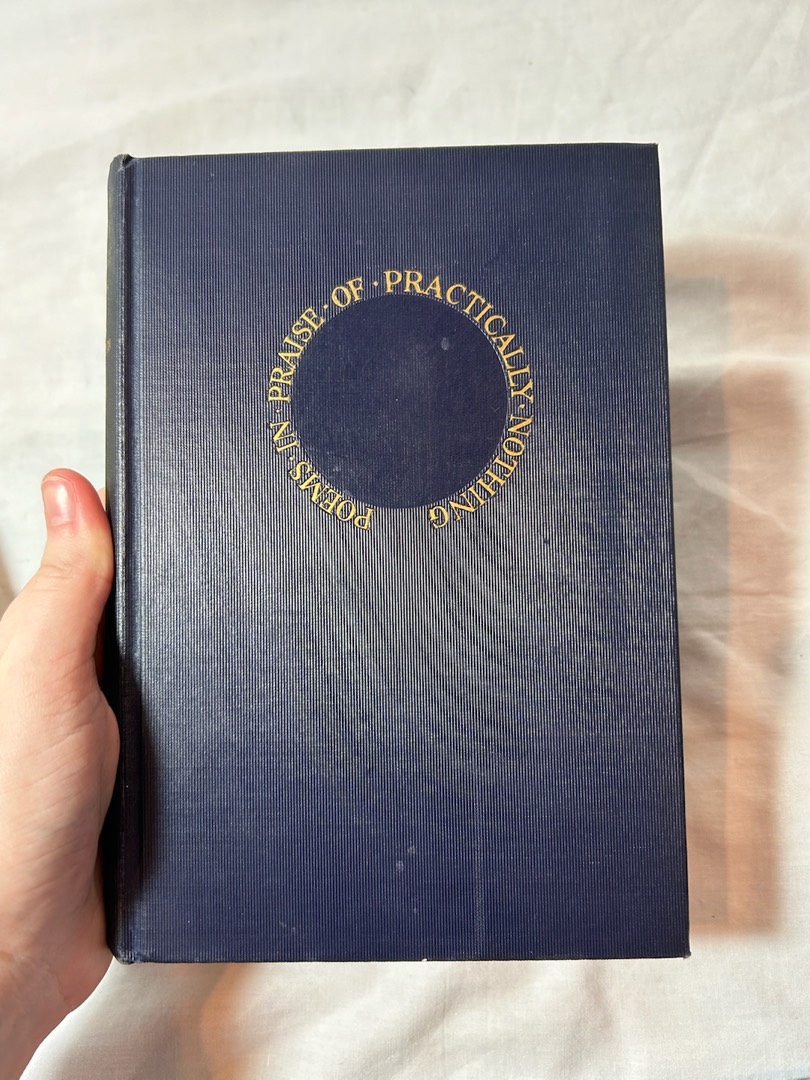 POEMS · IN · PRAISE · OF · PRACTICALLY · NOTHING